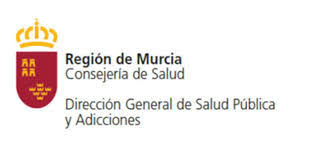 Región de Murcia
Consejería de Salud
Dirección General de Salud Pública
y Adicciones